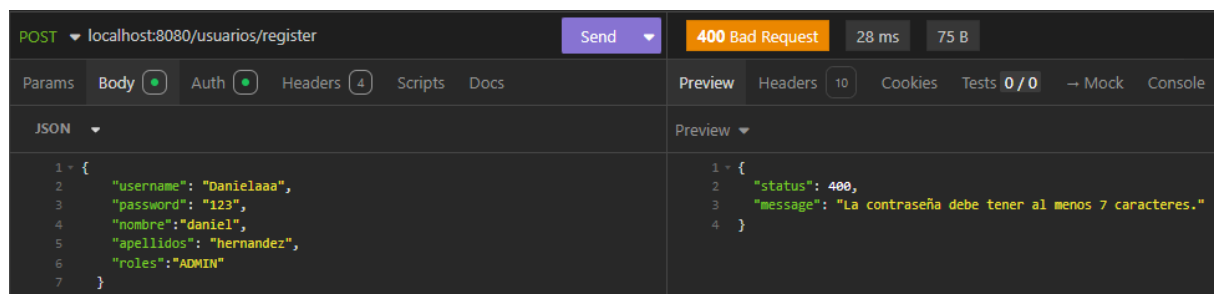 POST localhost:8080/usuarios/register Send 400 Bad Request 28 ms 75 B
Params Body Auth Headers 4 Scripts Docs Preview Headers 10 Cookies Tests 0 / 0 → Mock Console
JSON Preview
1 {
2 "username": "Danielaaa",
3 "password": "123",
4 "nombre":"daniel",
5 "apellidos": "hernandez",
6 "roles":"ADMIN"
7 }
1 {
2 "status": 400,
3 "message": "La contraseña debe tener al menos 7 caracteres."
4 }